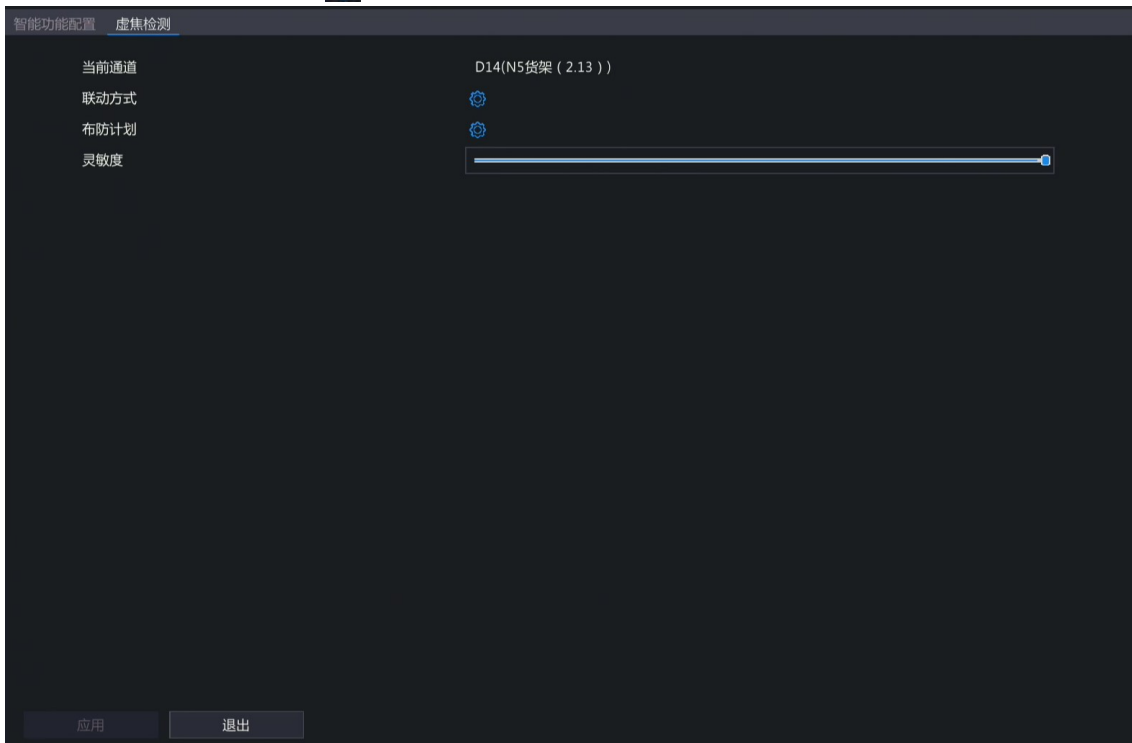 智能功能配置 虚焦检测
当前通道 D14(N5货架（2.13）)
联动方式
布防计划
灵敏度
应用 退出